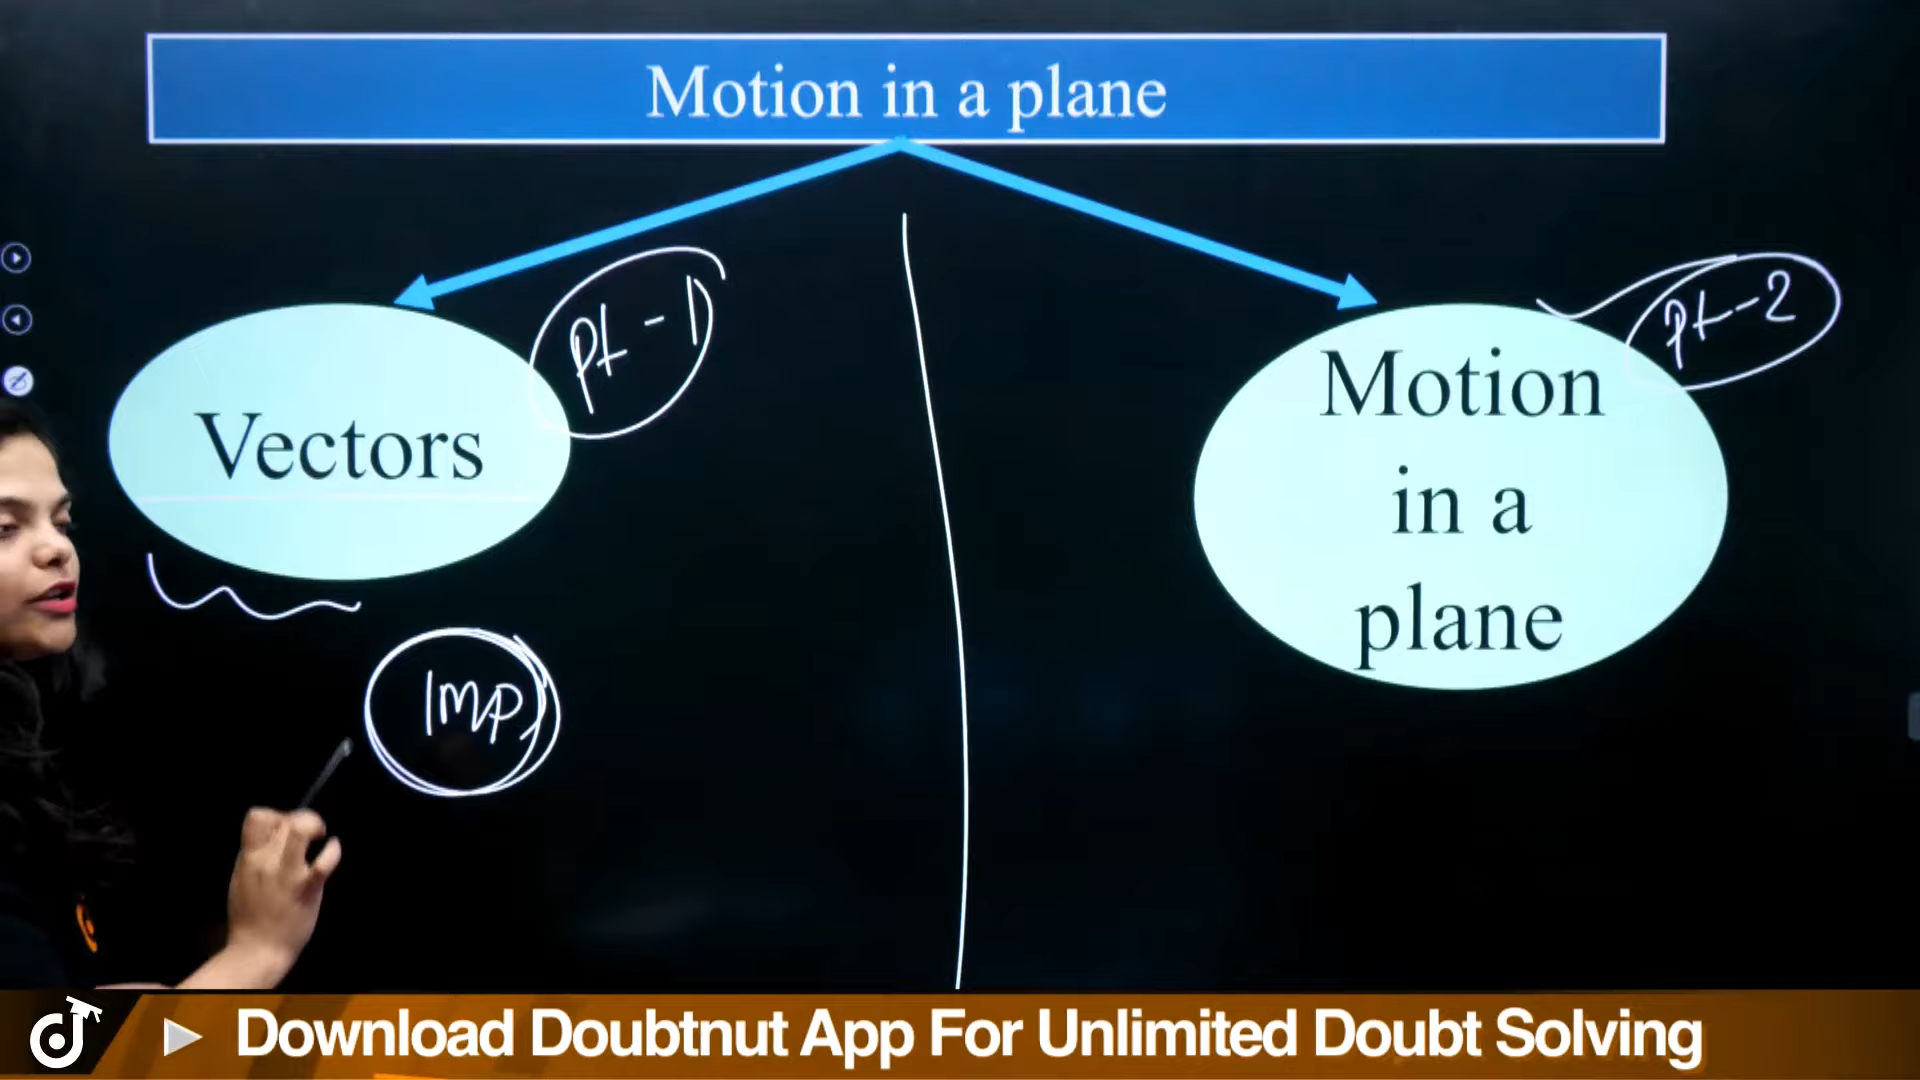 Motion in a plane
Pt-1
Pt-2
Vectors
Motion
in a
plane
Imp
Download Doubtnut App For Unlimited Doubt Solving